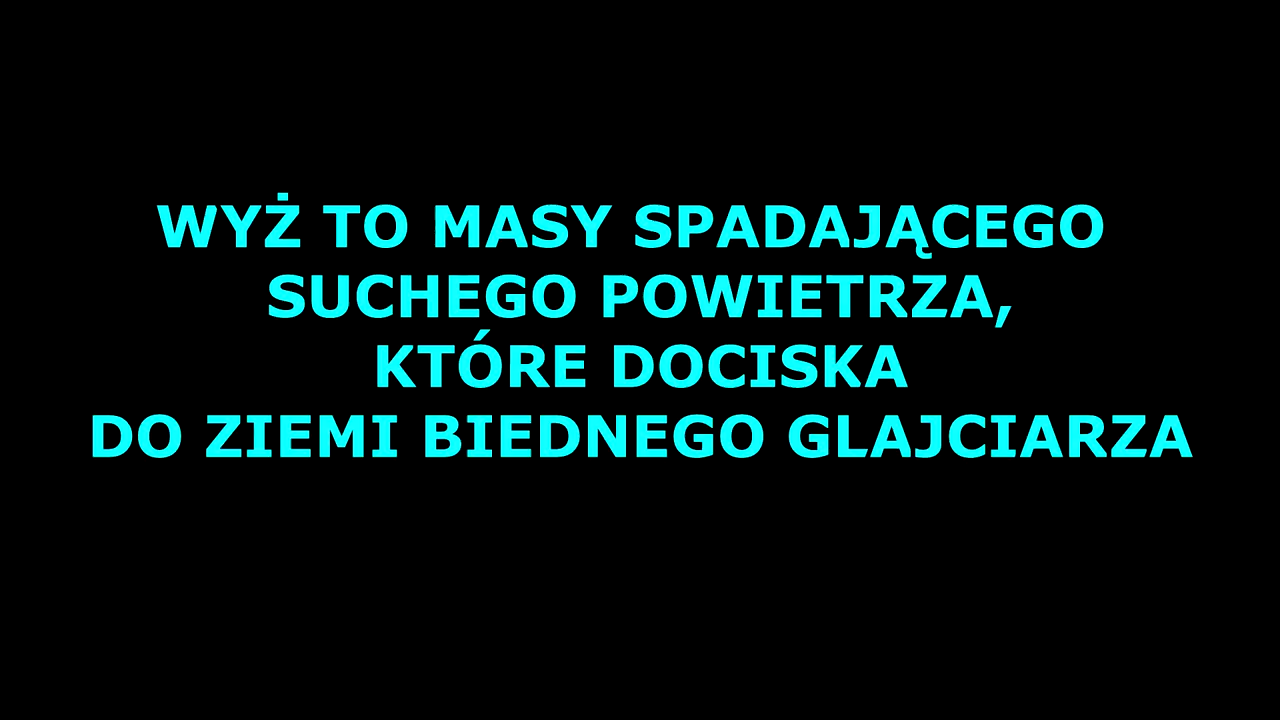 WYŻ TO MASY SPADAJĄCEGO
SUCHEGO POWIETRZA,
KTÓRE DOCISKA
DO ZIEMI BIEDNEGO GLAJCIARZA